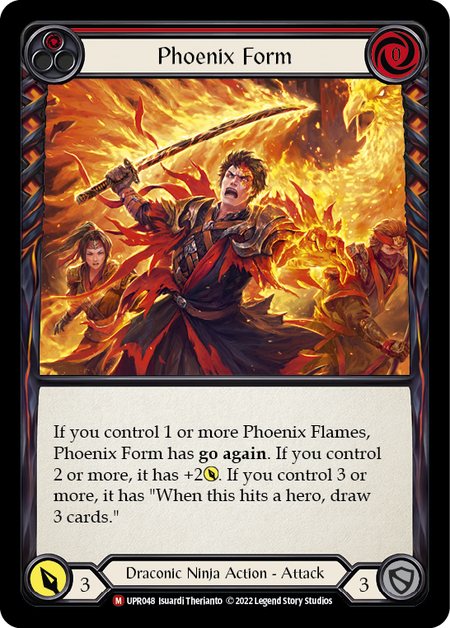 0
Phoenix Form
If you control 1 or more Phoenix Flames,
Phoenix Form has go again. If you control
2 or more, it has +2. If you control 3 or
more, it has "When this hits a hero, draw
3 cards."
3
Draconic Ninja Action - Attack
3
M UPR048 Isuardi Therianto © 2022 Legend Story Studios